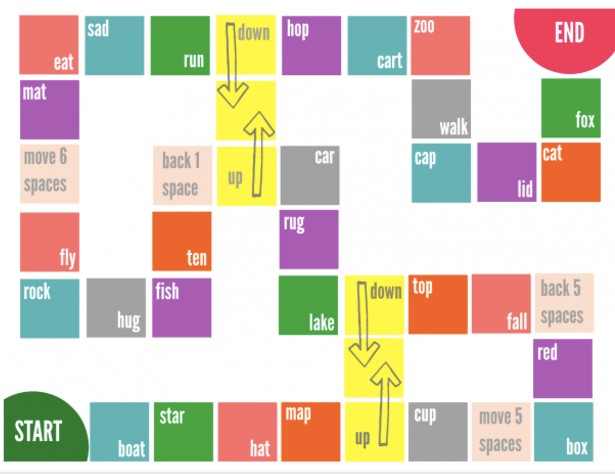 eat
sad
run
down
hop
cart
zoo
END
mat
walk
fox
move 6
spaces
back 1
space
up
car
cap
lid
cat
fly
ten
rug
rock
hug
fish
lake
down
top
fall
back 5
spaces
red
START
boat
star
hat
map
up
cup
move 5
spaces
box